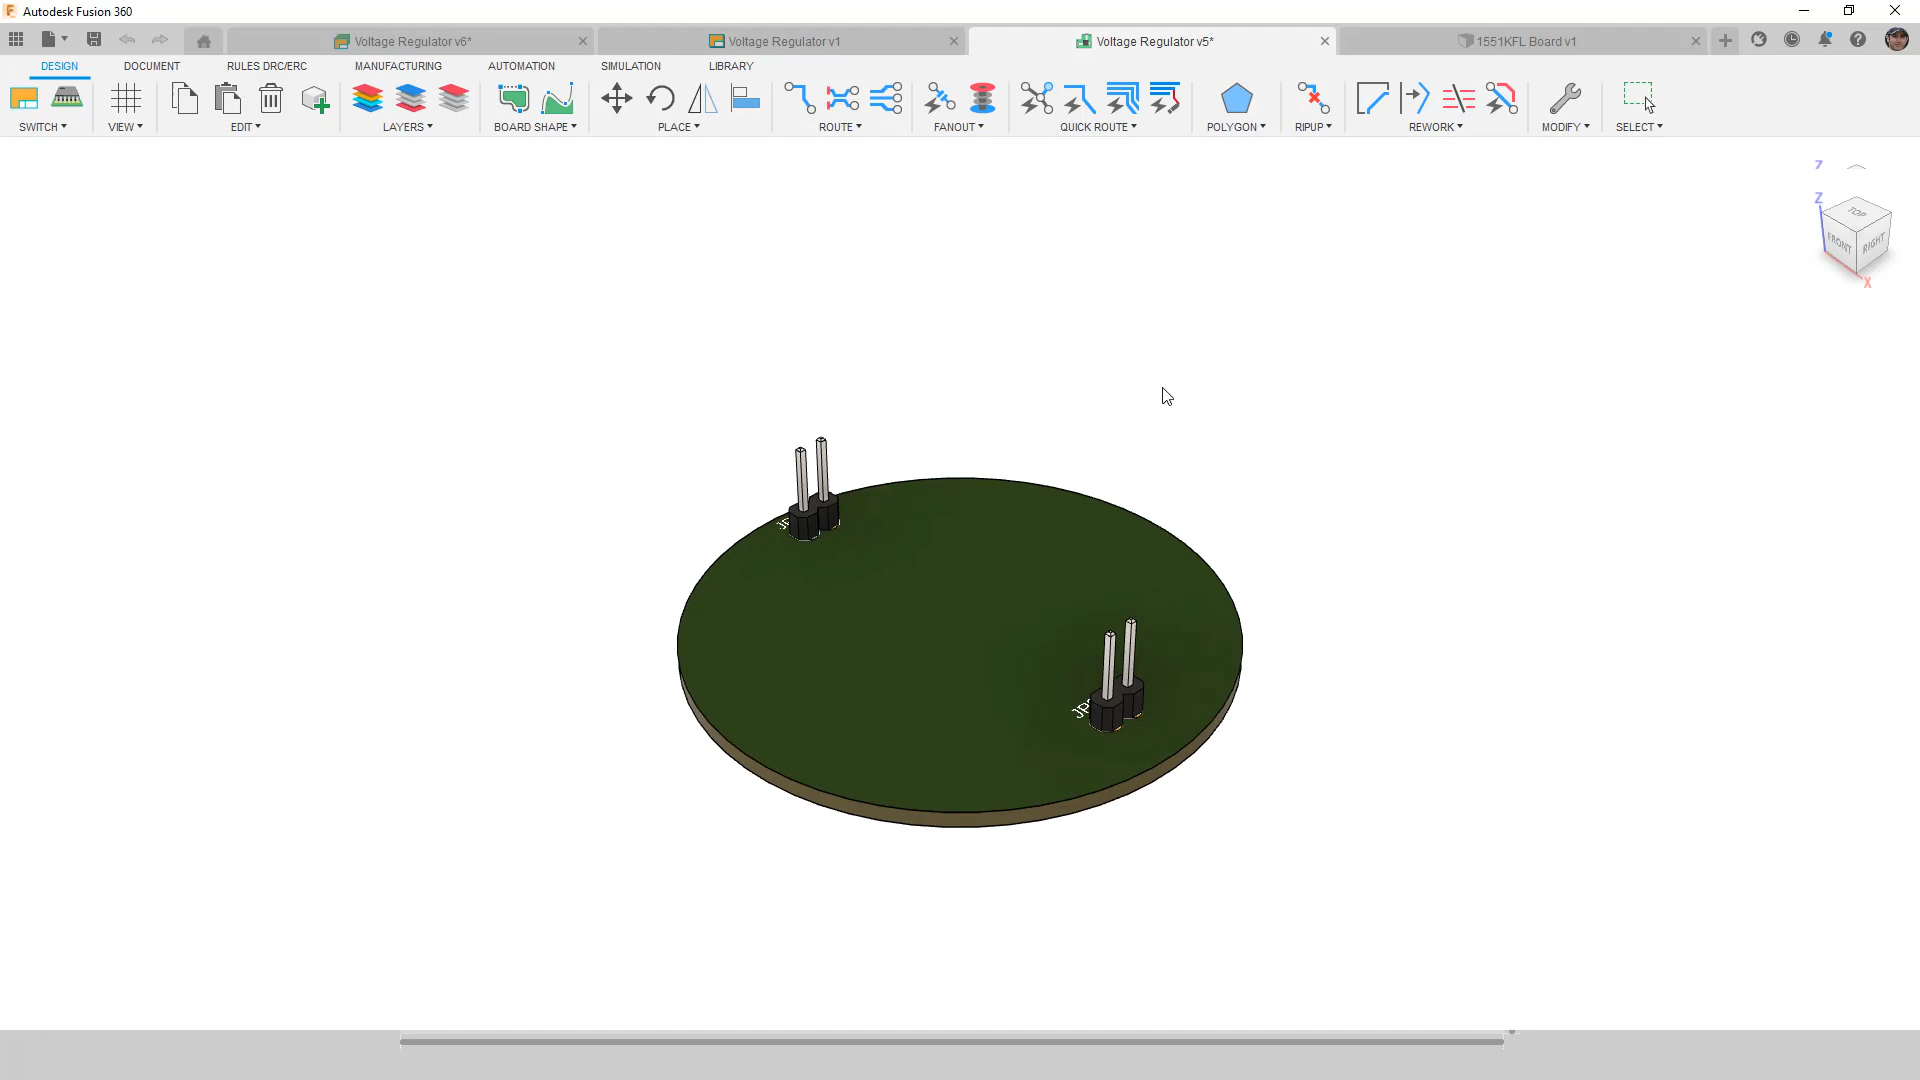 Autodesk Fusion 360
Voltage Regulator v6*
Voltage Regulator v1
Voltage Regulator v5*
1551KFL Board v1
DESIGN
DOCUMENT
RULES DRC/ERC
MANUFACTURING
AUTOMATION
SIMULATION
LIBRARY
SWITCH
VIEW
EDIT
LAYERS
BOARD SHAPE
PLACE
ROUTE
FANOUT
QUICK ROUTE
POLYGON
RIPUP
REWORK
MODIFY
SELECT
Z
Z
TOP
FRONT
RIGHT
X